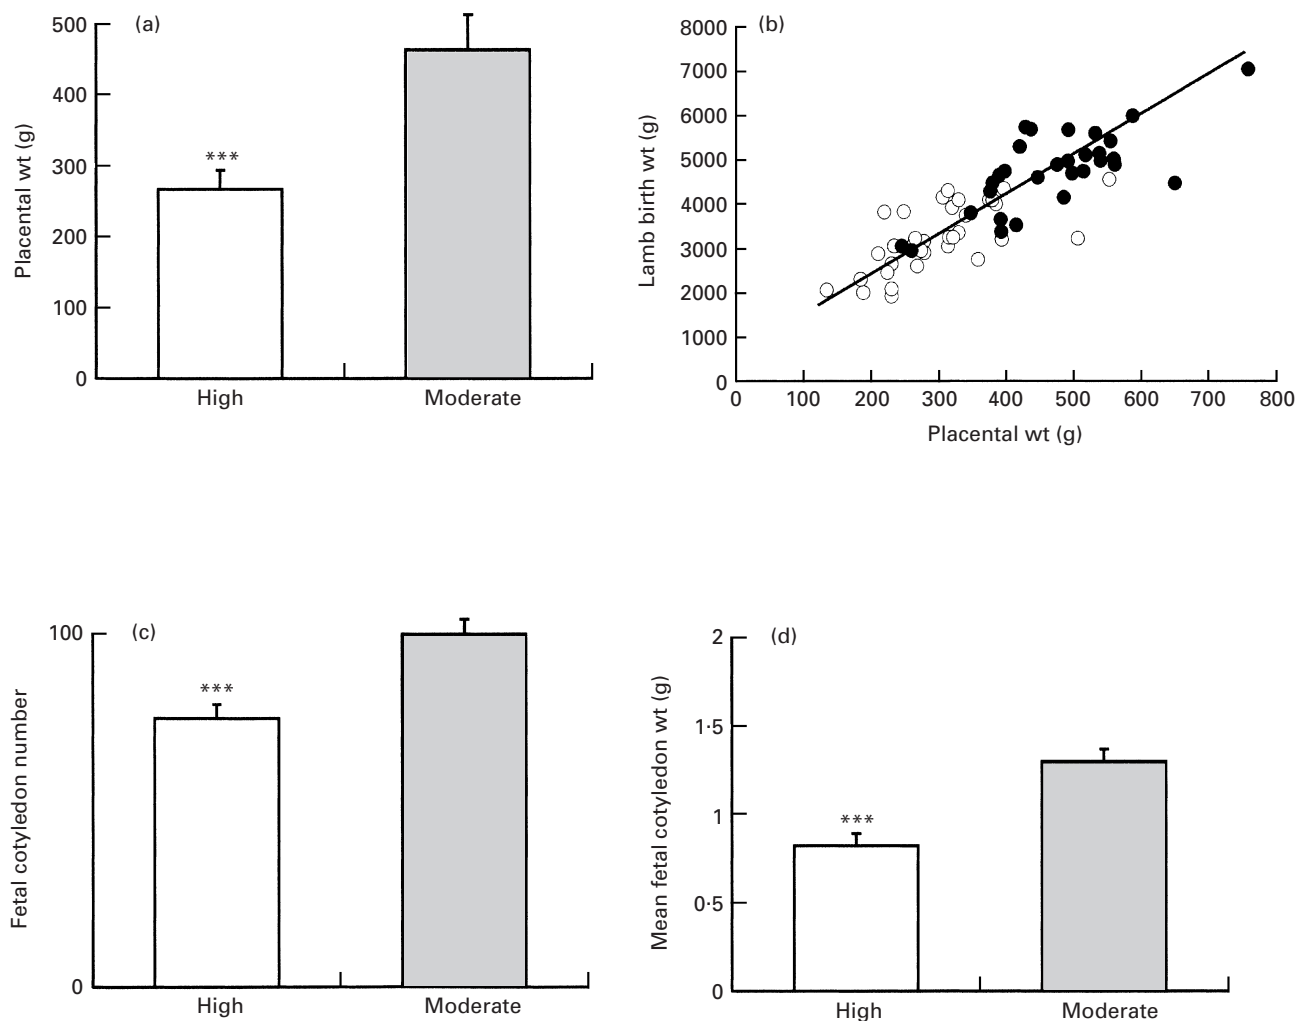 (a)
Placental wt (g)
500
400
300
200
100
0
***
High
Moderate
(b)
Lamb birth wt (g)
8000
7000
6000
5000
4000
3000
2000
1000
0
0 100 200 300 400 500 600 700 800
Placental wt (g)
(c)
Fetal cotyledon number
100
0
***
High
Moderate
(d)
Mean fetal cotyledon wt (g)
2
1·5
1
0·5
0
***
High
Moderate